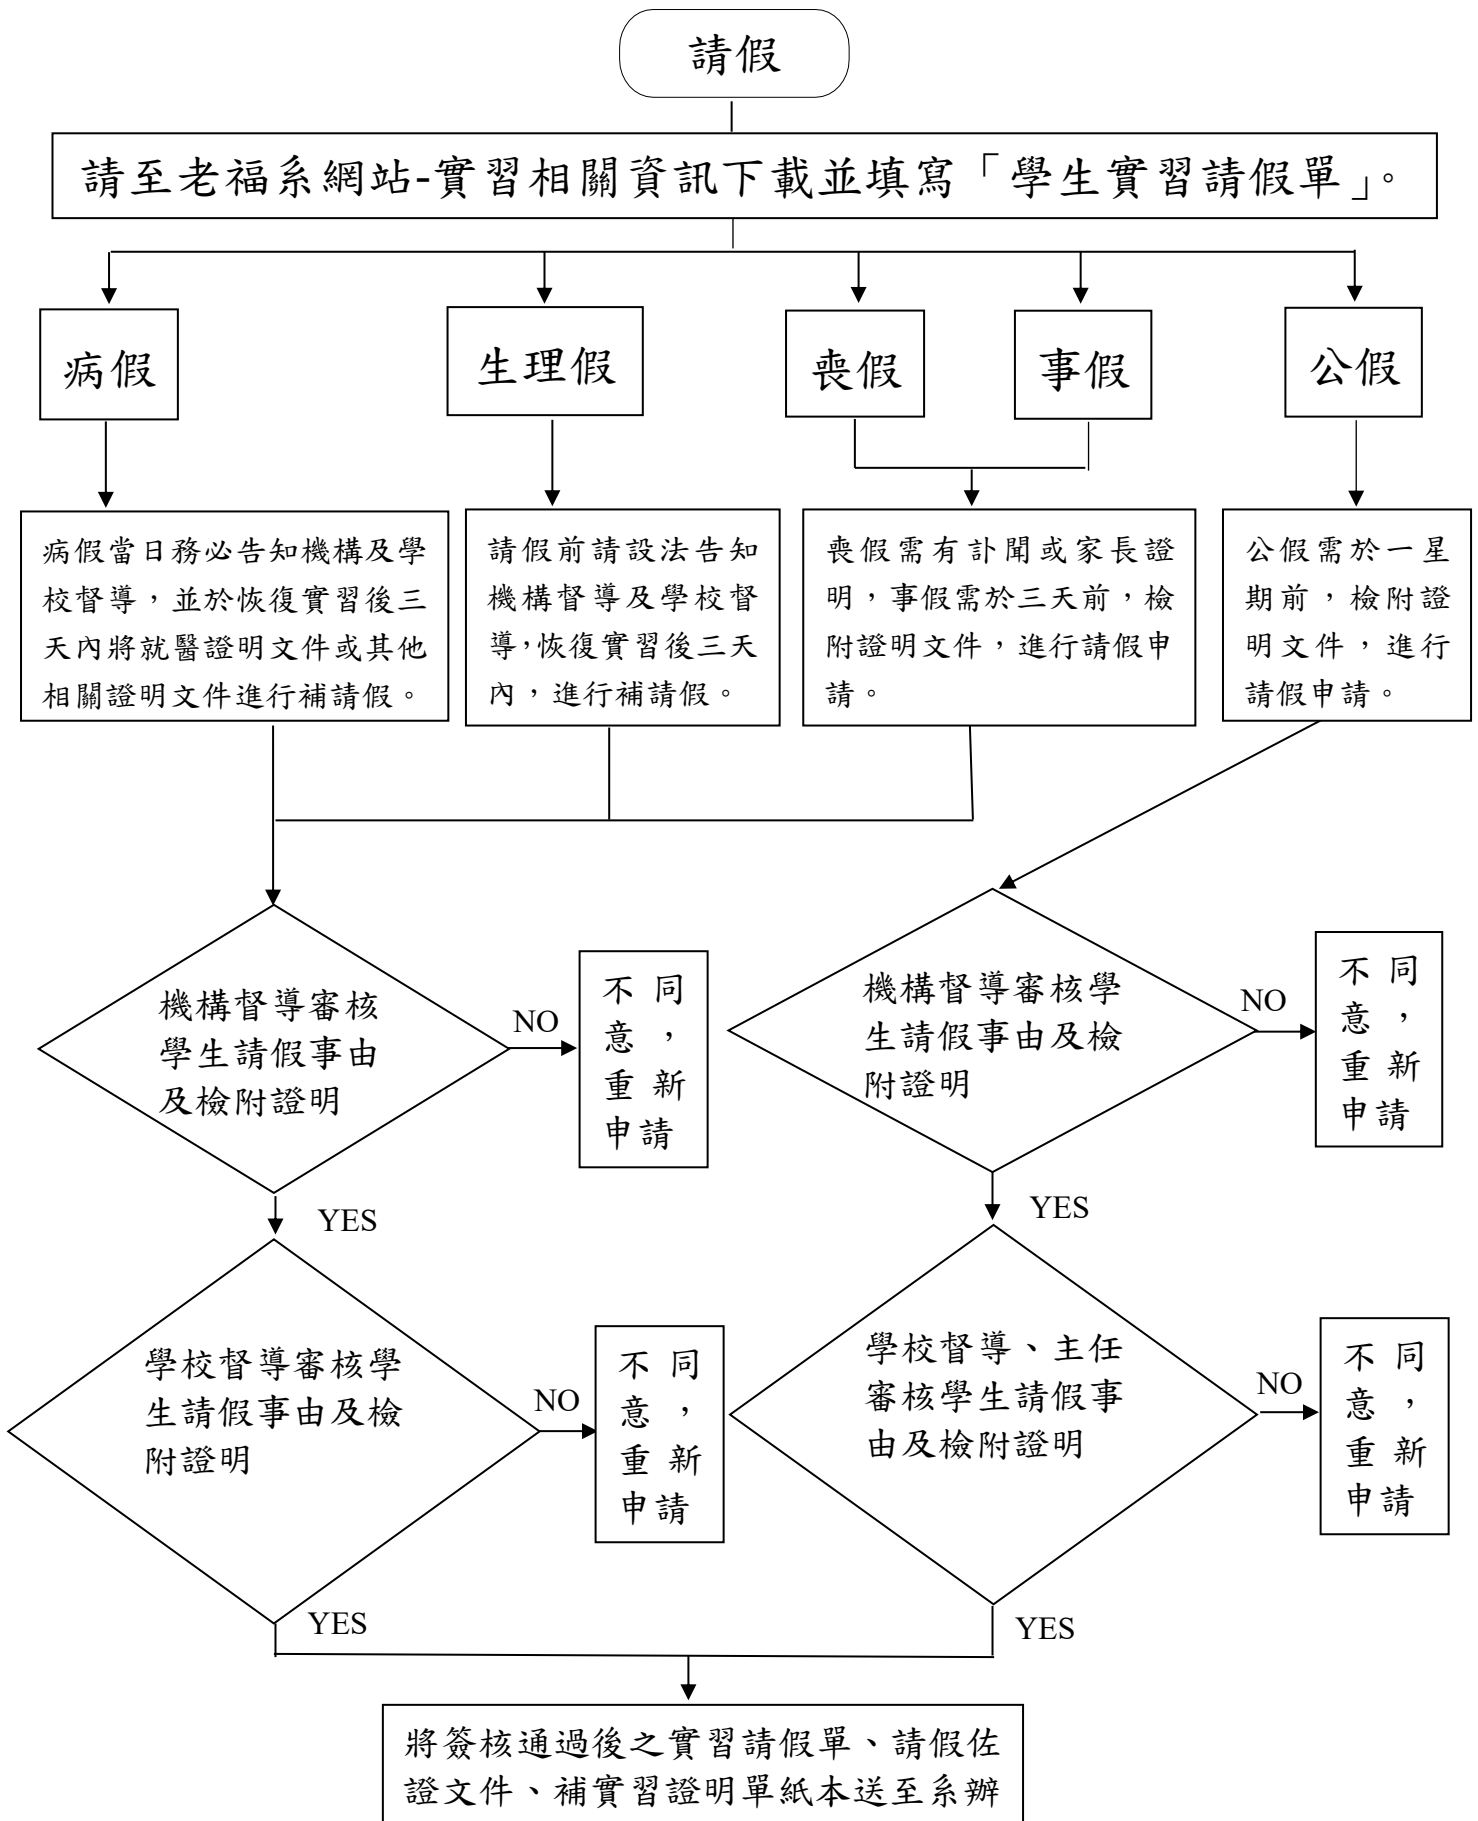 請假
請至老福系網站-實習相關資訊下載並填寫「學生實習請假單」。
病假
生理假
喪假
事假
公假
病假當日務必告知機構及學
校督導，並於恢復實習後三
天內將就醫證明文件或其他
相關證明文件進行補請假。
請假前請設法告知
機構督導及學校督
導，恢復實習後三天
內，進行補請假。
喪假需有訃聞或家長證
明，事假需於三天前，檢
附證明文件，進行請假申
請。
公假需於一星
期前，檢附證
明文件，進行
請假申請。
機構督導審核
學生請假事由
及檢附證明
NO
不同
意，
重新
申請
機構督導審核學
生請假事由及檢
附證明
NO
不同
意，
重新
申請
YES
YES
學校督導審核學
生請假事由及檢
附證明
NO
不同
意，
重新
申請
學校督導、主任
審核學生請假事
由及檢附證明
NO
不同
意，
重新
申請
YES
YES
將簽核通過後之實習請假單、請假佐
證文件、補實習證明單紙本送至系辦